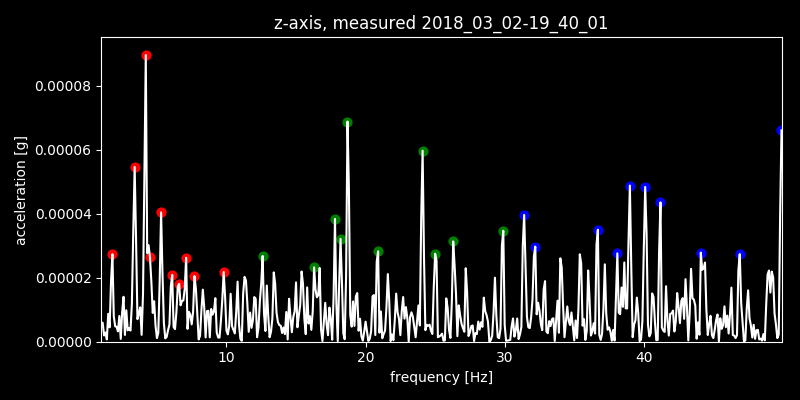 z-axis, measured 2018_03_02-19_40_01
0.00008
0.00006
0.00004
0.00002
0.00000
acceleration [g]
10 20 30 40
frequency [Hz]